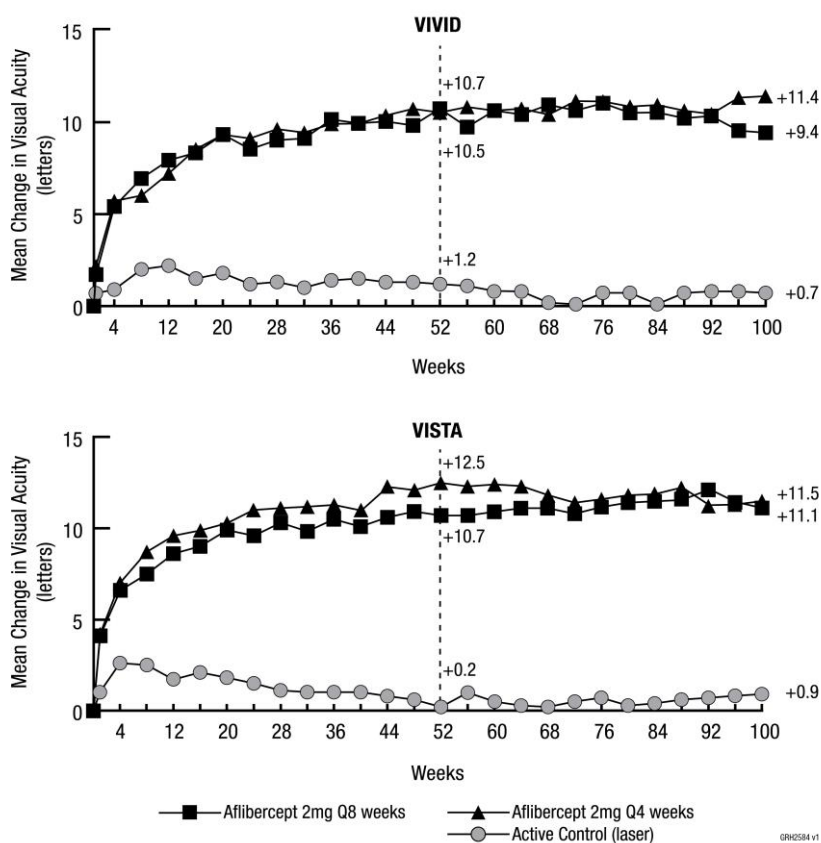 VIVID
Mean Change in Visual Acuity
(letters)
15
10
5
0
+10.7
+10.5
+1.2
+11.4
+9.4
+0.7
4 12 20 28 36 44 52 60 68 76 84 92 100
Weeks
VISTA
Mean Change in Visual Acuity
(letters)
15
10
5
0
+12.5
+10.7
+0.2
+11.5
+11.1
+0.9
4 12 20 28 36 44 52 60 68 76 84 92 100
Weeks
Aflibercept 2mg Q8 weeks
Aflibercept 2mg Q4 weeks
Active Control (laser)
GRH2584 v1